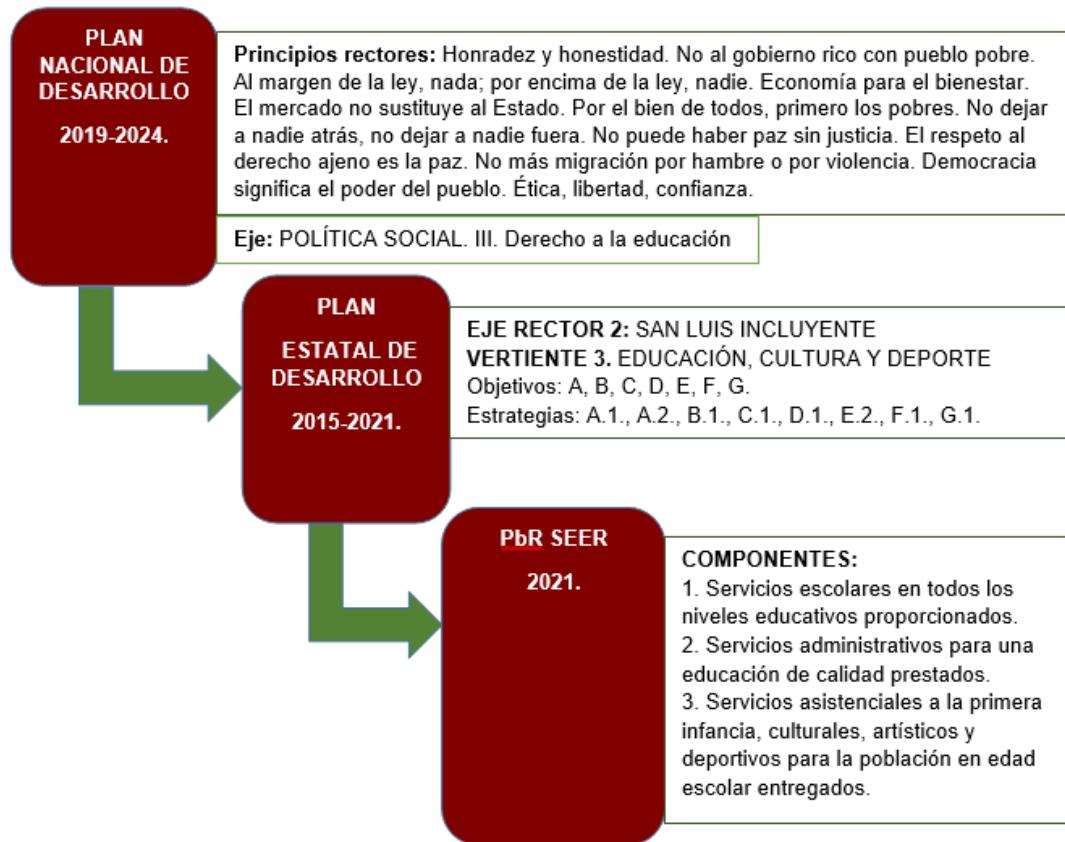 PLAN
NACIONAL DE
DESARROLLO
2019-2024.
Principios rectores: Honradez y honestidad. No al gobierno rico con pueblo pobre.
Al margen de la ley, nada; por encima de la ley, nadie. Economía para el bienestar.
El mercado no sustituye al Estado. Por el bien de todos, primero los pobres. No dejar
a nadie atrás, no dejar a nadie fuera. No puede haber paz sin justicia. El respeto al
derecho ajeno es la paz. No más migración por hambre o por violencia. Democracia
significa el poder del pueblo. Ética, libertad, confianza.
Eje: POLÍTICA SOCIAL. III. Derecho a la educación
PLAN
ESTATAL DE
DESARROLLO
2015-2021.
EJE RECTOR 2: SAN LUIS INCLUYENTE
VERTIENTE 3. EDUCACIÓN, CULTURA Y DEPORTE
Objetivos: A, B, C, D, E, F, G.
Estrategias: A.1., A.2., B.1., C.1., D.1., E.2., F.1., G.1.
PbR SEER
2021.
COMPONENTES:
1. Servicios escolares en todos los
niveles educativos proporcionados.
2. Servicios administrativos para una
educación de calidad prestados.
3. Servicios asistenciales a la primera
infancia, culturales, artísticos y
deportivos para la población en edad
escolar entregados.